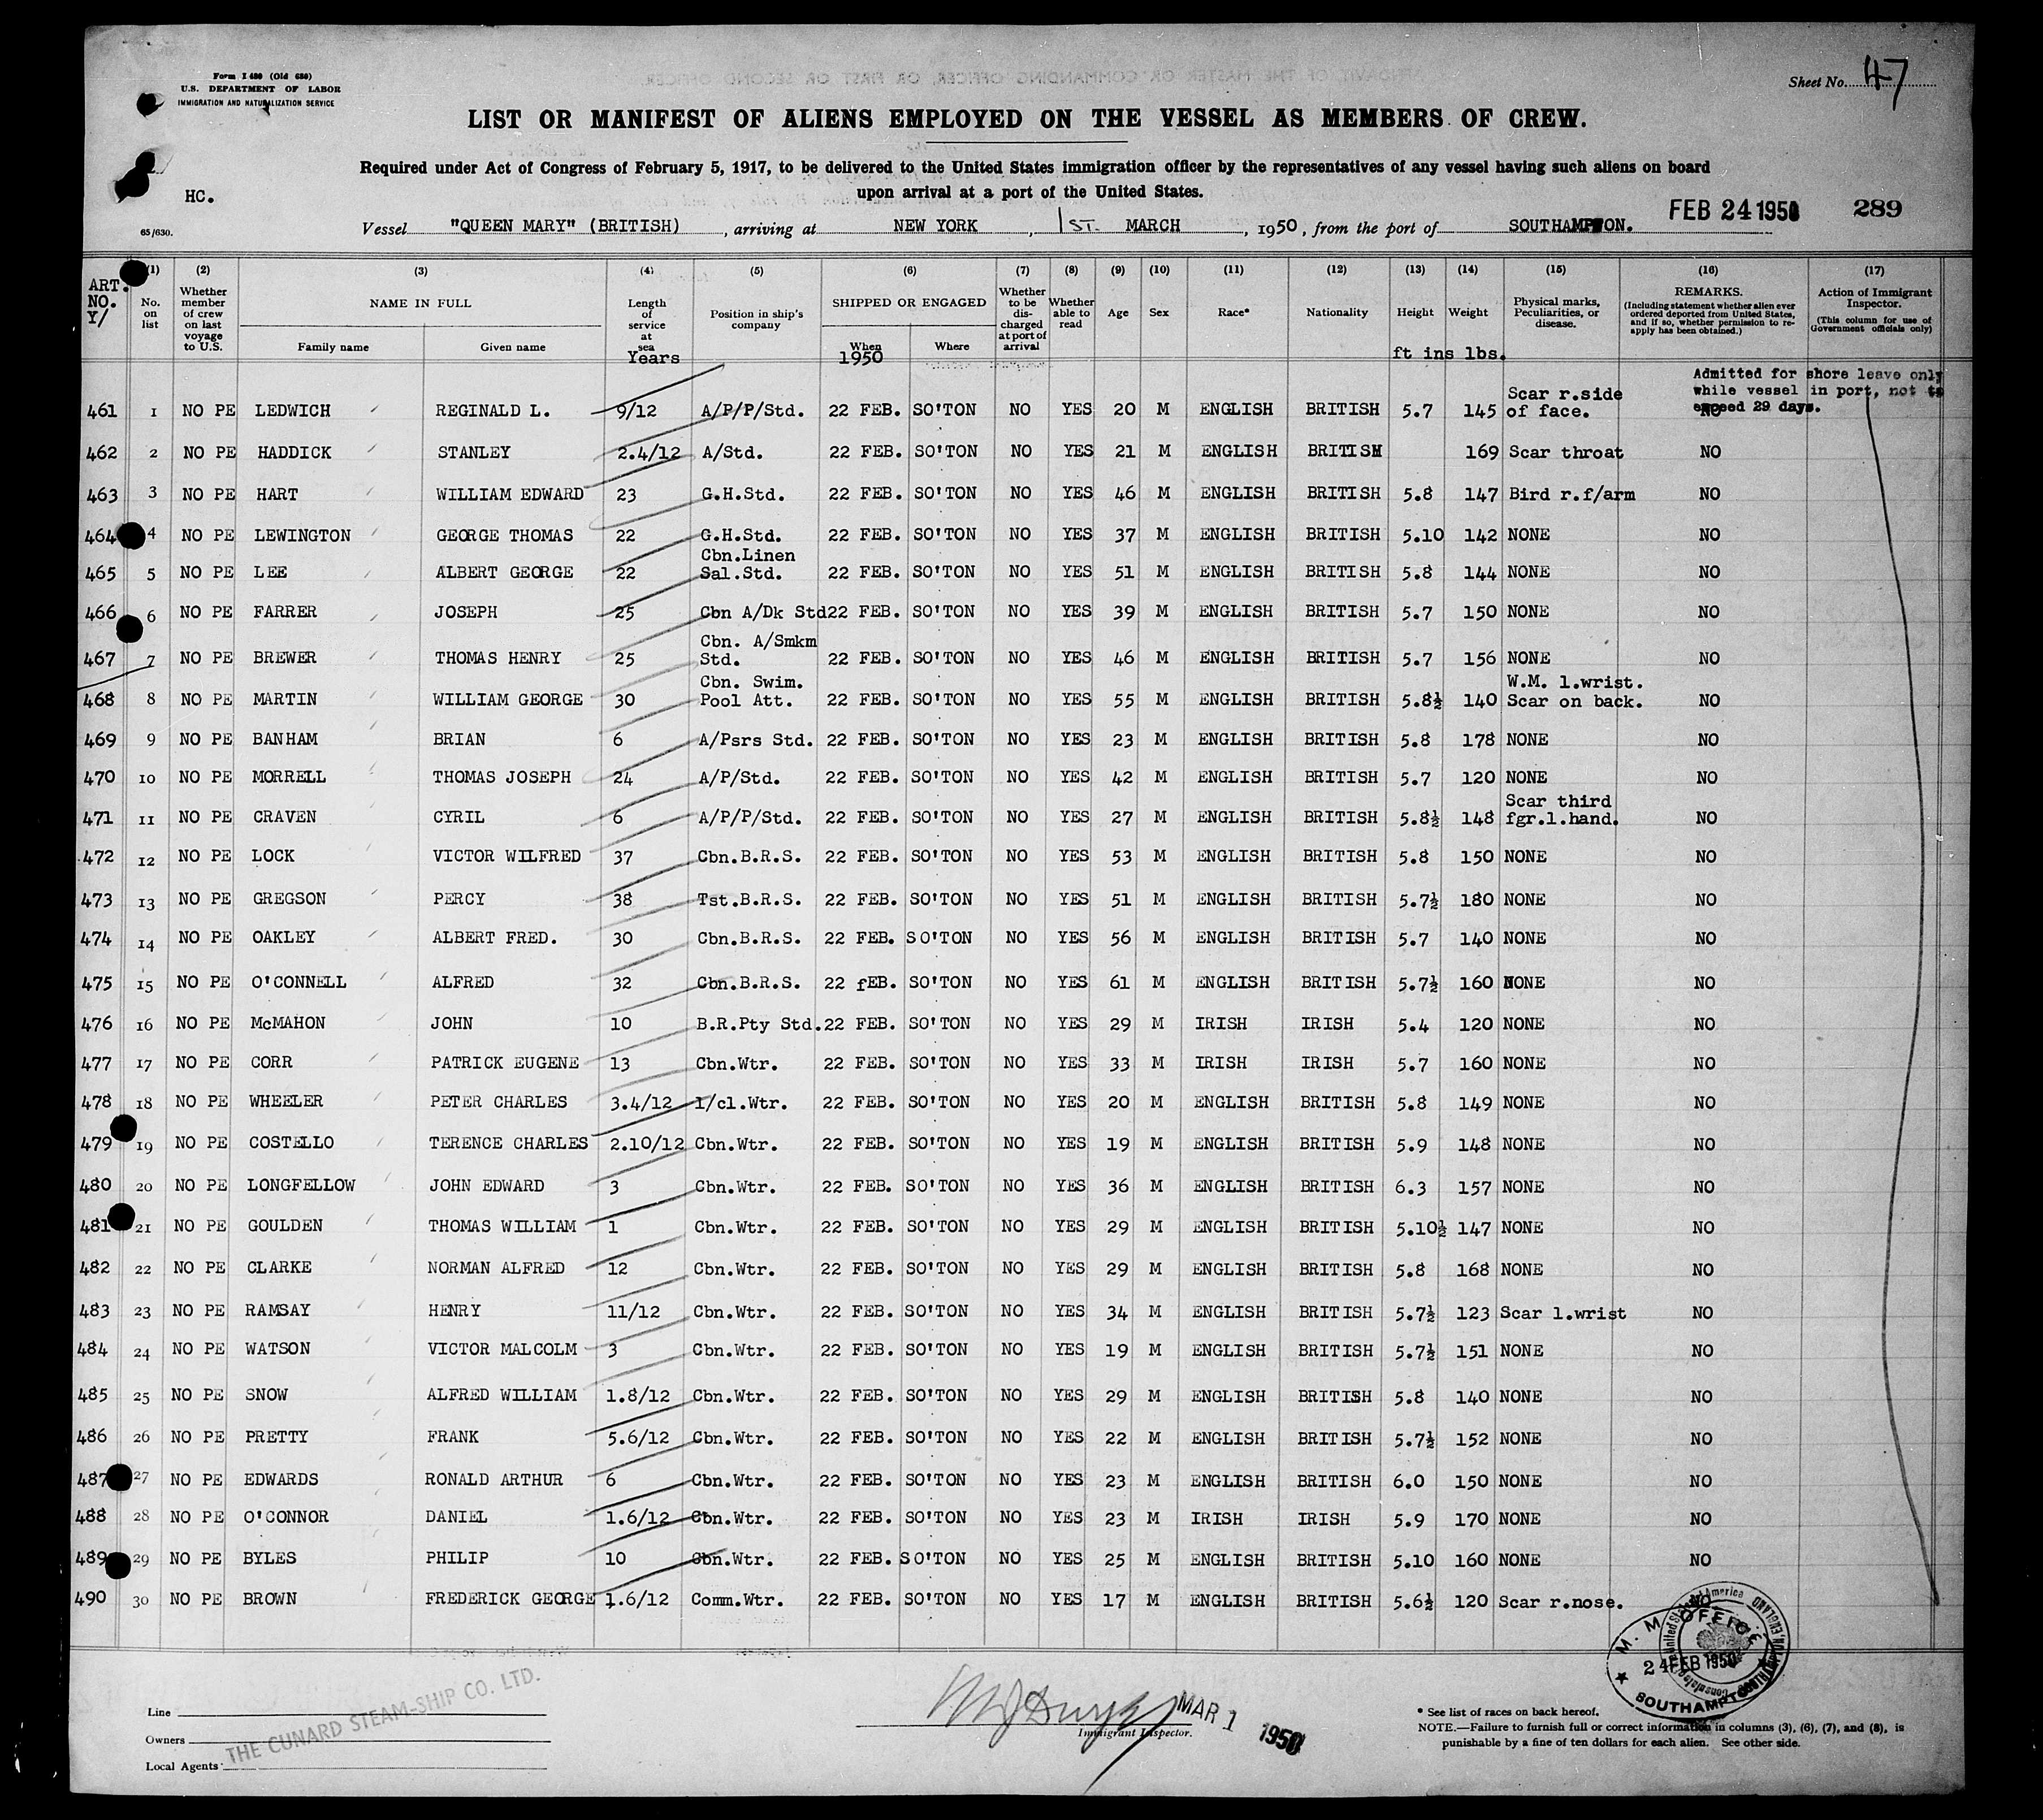 Form I 480 (Old 680)
U.S. DEPARTMENT OF LABOR
IMMIGRATION AND NATURALIZATION SERVICE
Sheet No. 47
LIST OR MANIFEST OF ALIENS EMPLOYED ON THE VESSEL AS MEMBERS OF CREW.
Required under Act of Congress of February 5, 1917, to be delivered to the United States immigration officer by the representatives of any vessel having such aliens on board
upon arrival at a port of the United States.
HC.
65/630.
FEB 24 1950 289
Vessel "QUEEN MARY" (BRITISH), arriving at NEW YORK, 1ST. MARCH, 1950, from the port of SOUTHAMPTON.
ART. NO. Y/ (1) No. on list (2) Whether member of crew on last voyage to U.S. (3) NAME IN FULL Family name Given name (4) Length of service at sea Years (5) Position in ship's company (6) SHIPPED OR ENGAGED When 1950 Where (7) Whether to be discharged at port of arrival (8) Whether able to read (9) Age (10) Sex (11) Race* (12) Nationality (13) Height ft ins (14) Weight lbs. (15) Physical marks, Peculiarities, or disease. (16) REMARKS. (Including statement whether alien ever ordered deported from United States, and if so, whether permission to re-apply has been obtained.) (17) Action of Immigrant Inspector. (This column for use of Government officials only)
Admitted for shore leave only
while vessel in port, not to
exceed 29 days.
461 1 NO PE LEDWICH REGINALD L. 9/12 A/P/P/Std. 22 FEB. SO'TON NO YES 20 M ENGLISH BRITISH 5.7 145 Scar r.side of face. NO
462 2 NO PE HADDICK STANLEY 2.4/12 A/Std. 22 FEB. SO'TON NO YES 21 M ENGLISH BRITISH 169 Scar throat NO
463 3 NO PE HART WILLIAM EDWARD 23 G.H.Std. 22 FEB. SO'TON NO YES 46 M ENGLISH BRITISH 5.8 147 Bird r.f/arm NO
464 4 NO PE LEWINGTON GEORGE THOMAS 22 G.H.Std. 22 FEB. SO'TON NO YES 37 M ENGLISH BRITISH 5.10 142 NONE NO
465 5 NO PE LEE ALBERT GEORGE 22 Cbn.Linen Sal.Std. 22 FEB. SO'TON NO YES 51 M ENGLISH BRITISH 5.8 144 NONE NO
466 6 NO PE FARRER JOSEPH 25 Cbn A/Dk Std 22 FEB. SO'TON NO YES 39 M ENGLISH BRITISH 5.7 150 NONE NO
467 7 NO PE BREWER THOMAS HENRY 25 Cbn. A/Smkm Std. 22 FEB. SO'TON NO YES 46 M ENGLISH BRITISH 5.7 156 NONE NO
468 8 NO PE MARTIN WILLIAM GEORGE 30 Cbn. Swim. Pool Att. 22 FEB. SO'TON NO YES 55 M ENGLISH BRITISH 5.8½ 140 W.M. l.wrist. Scar on back. NO
469 9 NO PE BANHAM BRIAN 6 A/Psrs Std. 22 FEB. SO'TON NO YES 23 M ENGLISH BRITISH 5.8 178 NONE NO
470 10 NO PE MORRELL THOMAS JOSEPH 24 A/P/Std. 22 FEB. SO'TON NO YES 42 M ENGLISH BRITISH 5.7 120 NONE NO
471 11 NO PE CRAVEN CYRIL 6 A/P/P/Std. 22 FEB. SO'TON NO YES 27 M ENGLISH BRITISH 5.8½ 148 Scar third fgr.l.hand. NO
472 12 NO PE LOCK VICTOR WILFRED 37 Cbn.B.R.S. 22 FEB. SO'TON NO YES 53 M ENGLISH BRITISH 5.8 150 NONE NO
473 13 NO PE GREGSON PERCY 38 Tst.B.R.S. 22 FEB. SO'TON NO YES 51 M ENGLISH BRITISH 5.7½ 180 NONE NO
474 14 NO PE OAKLEY ALBERT FRED. 30 Cbn.B.R.S. 22 FEB. SO'TON NO YES 56 M ENGLISH BRITISH 5.7 140 NONE NO
475 15 NO PE O'CONNELL ALFRED 32 Cbn.B.R.S. 22 fEB. SO'TON NO YES 61 M ENGLISH BRITISH 5.7½ 160 NONE NO
476 16 NO PE McMAHON JOHN 10 B.R.Pty Std. 22 FEB. SO'TON NO YES 29 M IRISH IRISH 5.4 120 NONE NO
477 17 NO PE CORR PATRICK EUGENE 13 Cbn.Wtr. 22 FEB. SO'TON NO YES 33 M IRISH IRISH 5.7 160 NONE NO
478 18 NO PE WHEELER PETER CHARLES 3.4/12 1/cl.Wtr. 22 FEB. SO'TON NO YES 20 M ENGLISH BRITISH 5.8 149 NONE NO
479 19 NO PE COSTELLO TERENCE CHARLES 2.10/12 Cbn.Wtr. 22 FEB. SO'TON NO YES 19 M ENGLISH BRITISH 5.9 148 NONE NO
480 20 NO PE LONGFELLOW JOHN EDWARD 3 Cbn.Wtr. 22 FEB. SO'TON NO YES 36 M ENGLISH BRITISH 6.3 157 NONE NO
481 21 NO PE GOULDEN THOMAS WILLIAM 1 Cbn.Wtr. 22 FEB. SO'TON NO YES 29 M ENGLISH BRITISH 5.10½ 147 NONE NO
482 22 NO PE CLARKE NORMAN ALFRED 12 Cbn.Wtr. 22 FEB. SO'TON NO YES 29 M ENGLISH BRITISH 5.8 168 NONE NO
483 23 NO PE RAMSAY HENRY 11/12 Cbn.Wtr. 22 FEB. SO'TON NO YES 34 M ENGLISH BRITISH 5.7½ 123 Scar l.wrist NO
484 24 NO PE WATSON VICTOR MALCOLM 3 Cbn.Wtr. 22 FEB. SO'TON NO YES 19 M ENGLISH BRITISH 5.7½ 151 NONE NO
485 25 NO PE SNOW ALFRED WILLIAM 1.8/12 Cbn.Wtr. 22 FEB. SO'TON NO YES 29 M ENGLISH BRITISH 5.8 140 NONE NO
486 26 NO PE PRETTY FRANK 5.6/12 Cbn.Wtr. 22 FEB. SO'TON NO YES 22 M ENGLISH BRITISH 5.7½ 152 NONE NO
487 27 NO PE EDWARDS RONALD ARTHUR 6 Cbn.Wtr. 22 FEB. SO'TON NO YES 23 M ENGLISH BRITISH 6.0 150 NONE NO
488 28 NO PE O'CONNOR DANIEL 1.6/12 Cbn.Wtr. 22 FEB. SO'TON NO YES 23 M IRISH IRISH 5.9 170 NONE NO
489 29 NO PE BYLES PHILIP 10 Cbn.Wtr. 22 FEB. SO'TON NO YES 25 M ENGLISH BRITISH 5.10 160 NONE NO
490 30 NO PE BROWN FREDERICK GEORGE 1.6/12 Comm.Wtr. 22 FEB. SO'TON NO YES 17 M ENGLISH BRITISH 5.6½ 120 Scar r.nose. NO
M. M. OFFICE
24 FEB 1950
SOUTHAMPTON
Line
Owners
Local Agents
THE CUNARD STEAM-SHIP CO. LTD.
Immigrant Inspector.
MAR 1 1950
* See list of races on back hereof.
NOTE.—Failure to furnish full or correct information in columns (3), (6), (7), and (8), is
punishable by a fine of ten dollars for each alien. See other side.